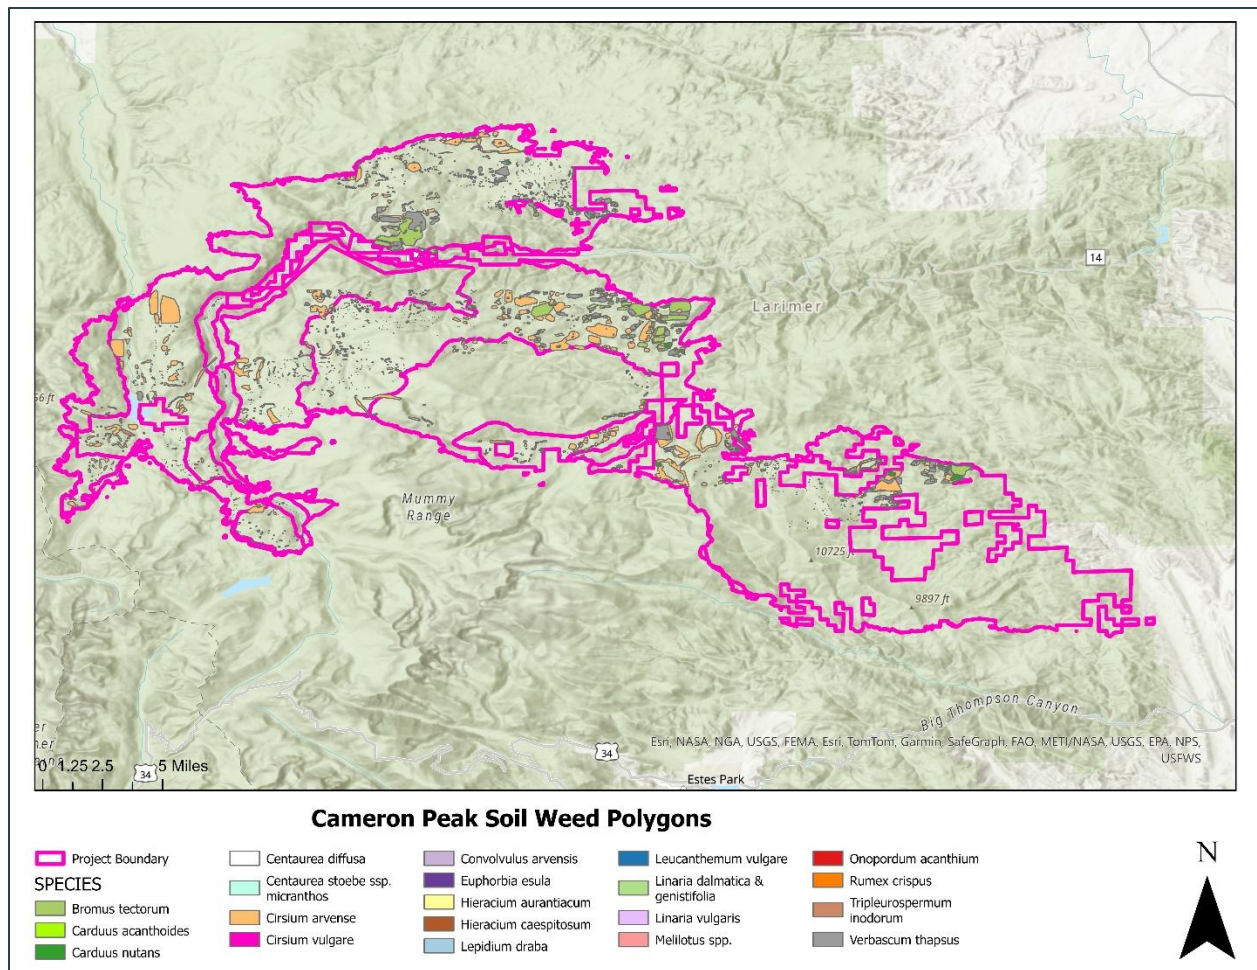 14
Larimer
56 ft
Mummy
Range
10725 ft
9897 ft
Big Thompson Canyon
34
Esri, NASA, NGA, USGS, FEMA, Esri, TomTom, Garmin, SafeGraph, FAO, METI/NASA, USGS, EPA, NPS,
USFWS
0 1.25 2.5 5 Miles
34
Estes Park
Cameron Peak Soil Weed Polygons
Project Boundary
SPECIES
Bromus tectorum
Carduus acanthoides
Carduus nutans
Centaurea diffusa
Centaurea stoebe ssp.
micranthos
Cirsium arvense
Cirsium vulgare
Convolvulus arvensis
Euphorbia esula
Hieracium aurantiacum
Hieracium caespitosum
Lepidium draba
Leucanthemum vulgare
Linaria dalmatica &
genistifolia
Linaria vulgaris
Melilotus spp.
Onopordum acanthium
Rumex crispus
Tripleurospermum
inodorum
Verbascum thapsus
N